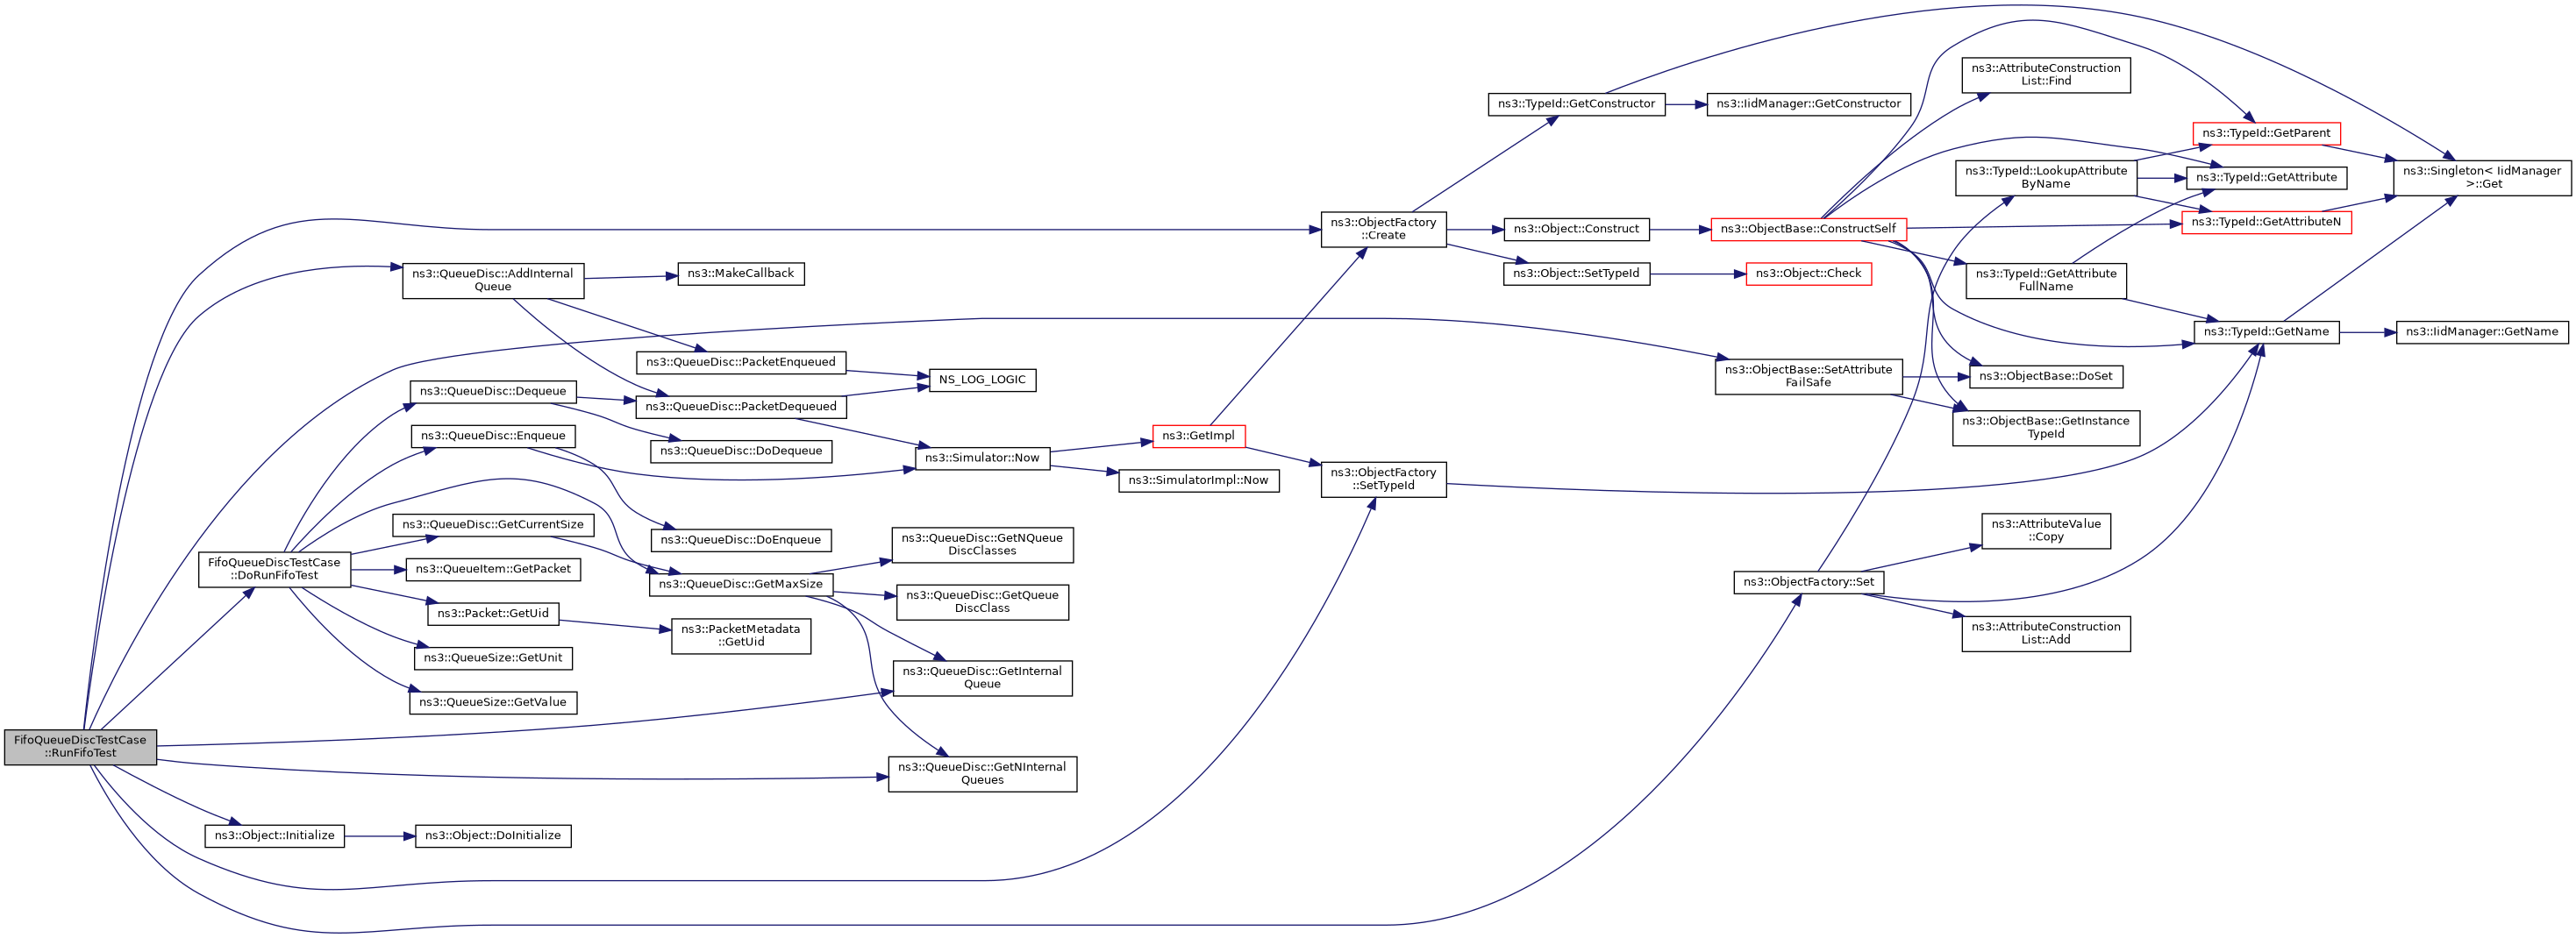 FifoQueueDiscTestCase
::RunFifoTest
ns3::QueueDisc::AddInternal
Queue
ns3::MakeCallback
ns3::QueueDisc::PacketEnqueued
ns3::QueueDisc::Dequeue
ns3::QueueDisc::PacketDequeued
NS_LOG_LOGIC
ns3::QueueDisc::Enqueue
ns3::QueueDisc::DoDequeue
ns3::Simulator::Now
ns3::GetImpl
ns3::SimulatorImpl::Now
ns3::QueueDisc::GetCurrentSize
ns3::QueueDisc::DoEnqueue
FifoQueueDiscTestCase
::DoRunFifoTest
ns3::QueueItem::GetPacket
ns3::QueueDisc::GetMaxSize
ns3::QueueDisc::GetNQueue
DiscClasses
ns3::QueueDisc::GetQueue
DiscClass
ns3::Packet::GetUid
ns3::PacketMetadata
::GetUid
ns3::QueueSize::GetUnit
ns3::QueueSize::GetValue
ns3::QueueDisc::GetInternal
Queue
ns3::QueueDisc::GetNInternal
Queues
ns3::Object::Initialize
ns3::Object::DoInitialize
ns3::ObjectFactory
::Create
ns3::ObjectFactory
::SetTypeId
ns3::TypeId::GetConstructor
ns3::IidManager::GetConstructor
ns3::Object::Construct
ns3::ObjectBase::ConstructSelf
ns3::Object::SetTypeId
ns3::Object::Check
ns3::ObjectBase::SetAttribute
FailSafe
ns3::ObjectFactory::Set
ns3::AttributeConstruction
List::Find
ns3::TypeId::LookupAttribute
ByName
ns3::TypeId::GetParent
ns3::TypeId::GetAttribute
ns3::TypeId::GetAttributeN
ns3::Singleton< IidManager
>::Get
ns3::TypeId::GetAttribute
FullName
ns3::TypeId::GetName
ns3::IidManager::GetName
ns3::ObjectBase::DoSet
ns3::ObjectBase::GetInstance
TypeId
ns3::AttributeValue
::Copy
ns3::AttributeConstruction
List::Add